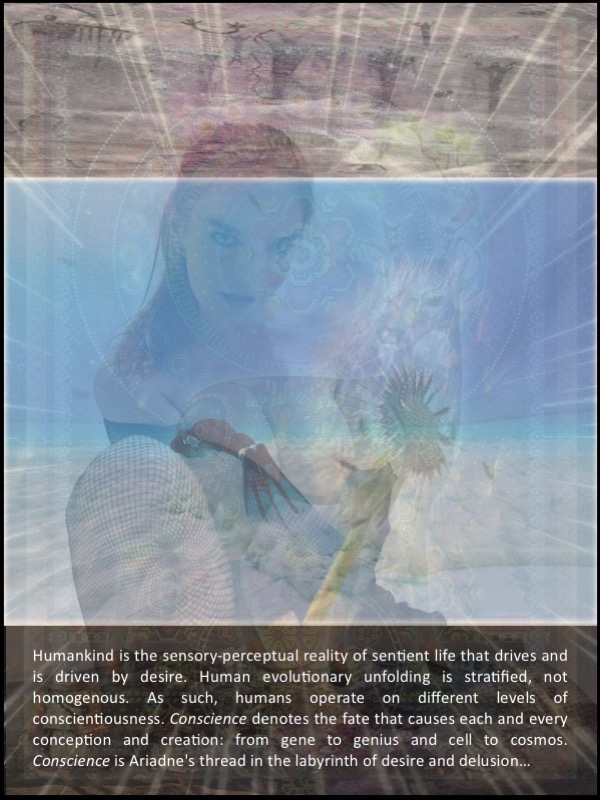 Humankind is the sensory-perceptual reality of sentient life that drives and
is driven by desire. Human evolutionary unfolding is stratified, not
homogenous. As such, humans operate on different levels of
conscientiousness. Conscience denotes the fate that causes each and every
conception and creation: from gene to genius and cell to cosmos.
Conscience is Ariadne's thread in the labyrinth of desire and delusion...